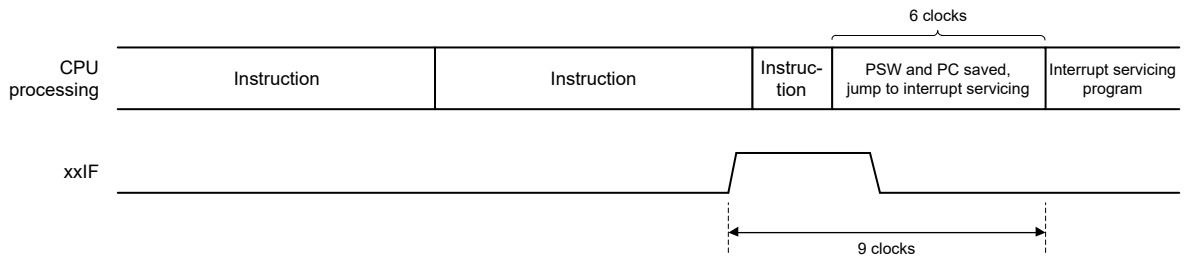 6 clocks
CPU
processing
Instruction
Instruction
Instruc-
tion
PSW and PC saved,
jump to interrupt servicing
Interrupt servicing
program
xxIF
9 clocks